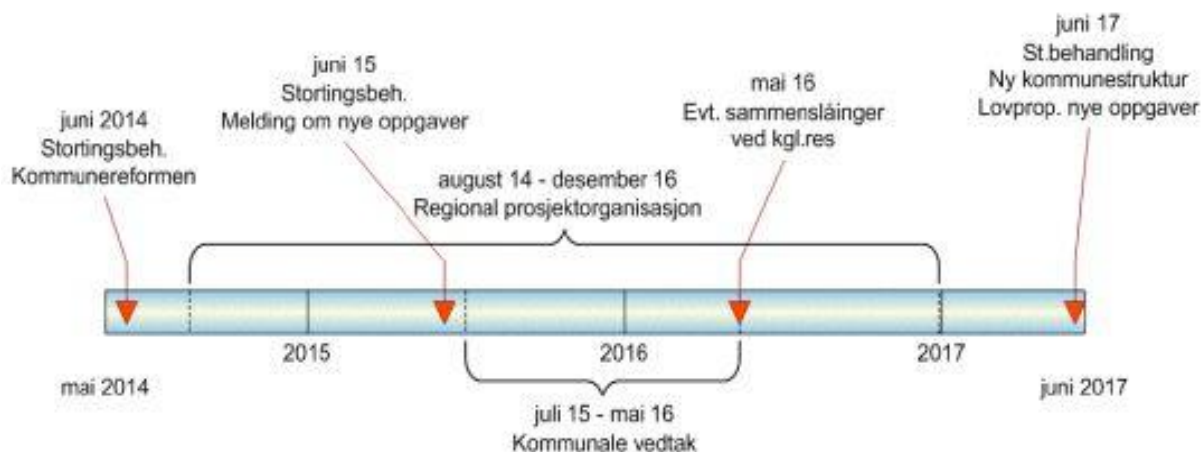 juni 2014
Stortingsbeh.
Kommunereformen
juni 15
Stortingsbeh.
Melding om nye oppgaver
august 14 - desember 16
Regional prosjektorganisasjon
mai 16
Evt. sammenslåinger
ved kgl.res
juni 17
St.behandling
Ny kommunestruktur
Lovprop. nye oppgaver
2015
2016
2017
mai 2014
juni 2017
juli 15 - mai 16
Kommunale vedtak